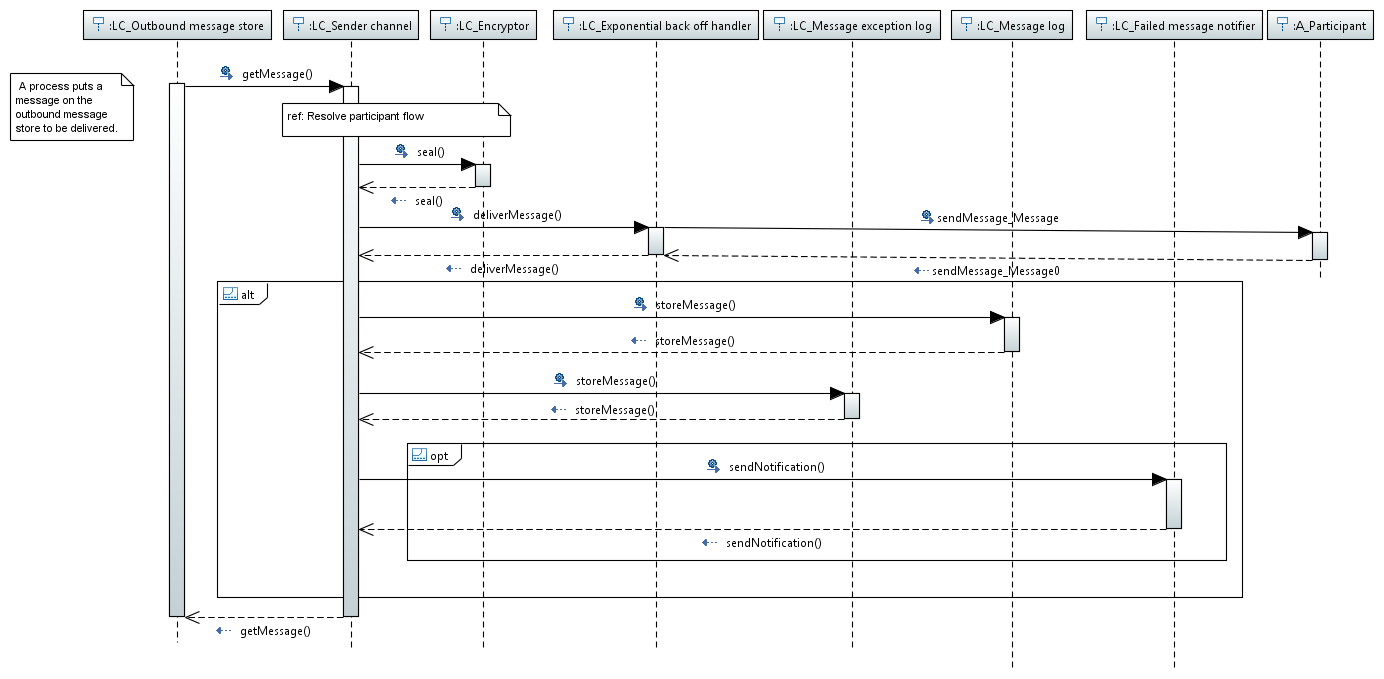 :LC_Outbound message store
:LC_Sender channel
:LC_Encryptor
:LC_Exponential back off handler
:LC_Message exception log
:LC_Message log
:LC_Failed message notifier
:A_Participant
A process puts a
message on the
outbound message
store to be delivered.
getMessage()
ref: Resolve participant flow
seal()
seal()
deliverMessage()
sendMessage_Message
deliverMessage()
sendMessage_Message0
alt
storeMessage()
storeMessage()
storeMessage()
storeMessage()
opt
sendNotification()
sendNotification()
getMessage()